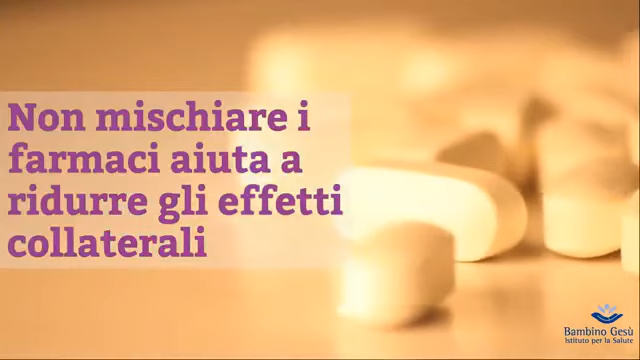 Non mischiare i
farmaci aiuta a
ridurre gli effetti
collaterali
Bambino Gesù
Istituto per la Salute